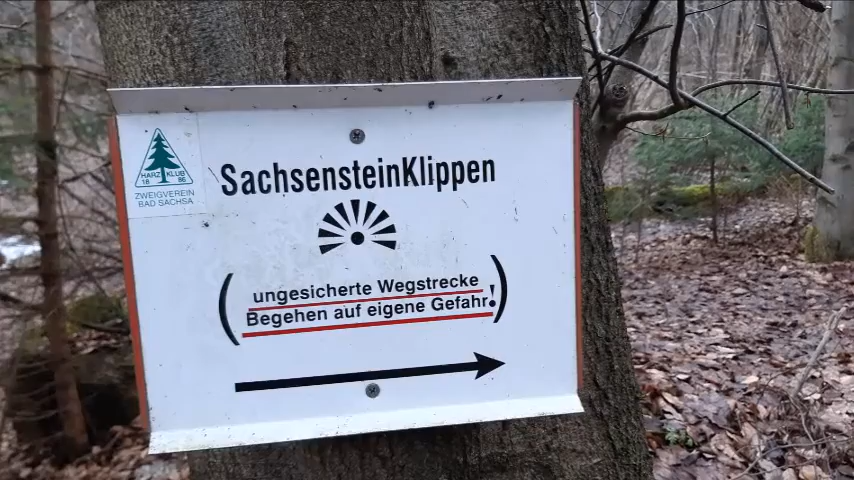 HARZ KLUB
18 86
ZWEIGVEREIN
BAD SACHSA
SachsensteinKlippen
(ungesicherte Wegstrecke
Begehen auf eigene Gefahr!)